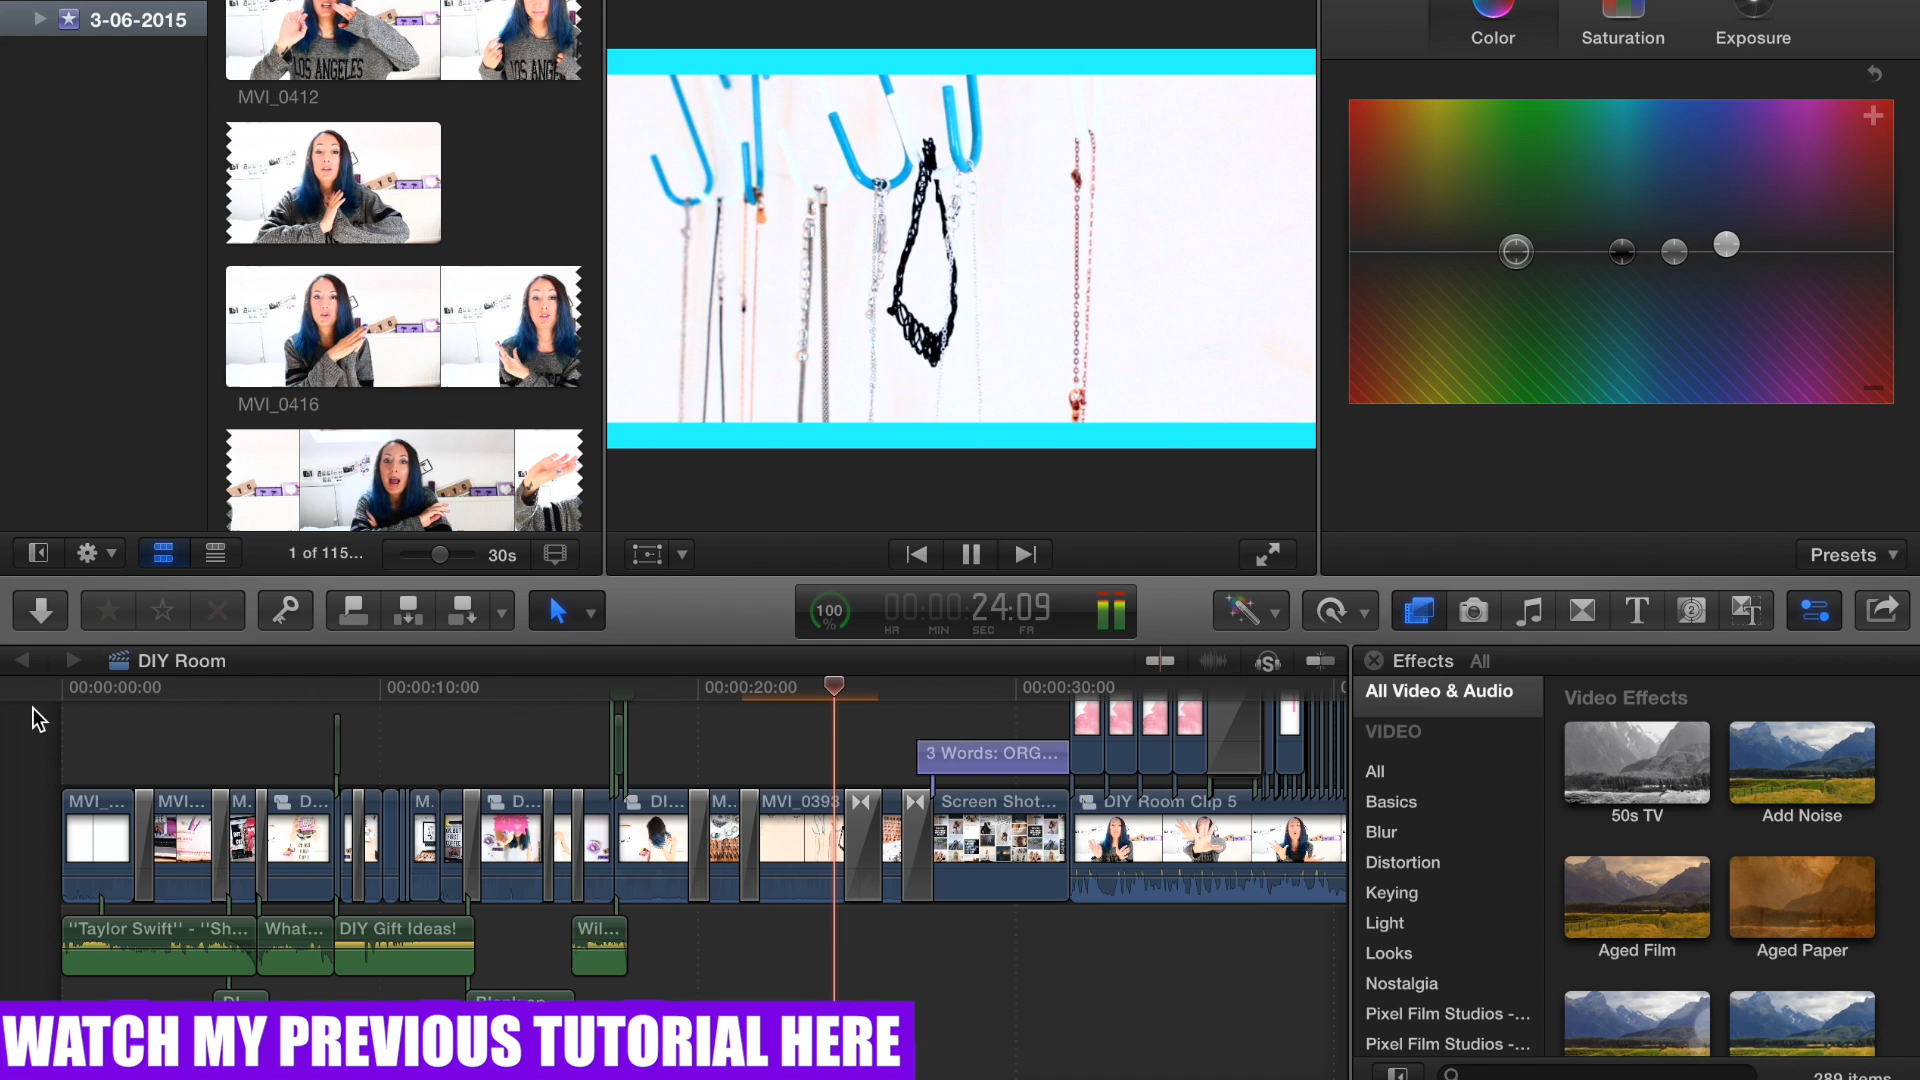 3-06-2015
Color
Saturation
Exposure
LOS ANGELES
LOS ANGE
MVI_0412
MVI_0416
1 of 115...
30s
Presets
100
%
00:00:24:09
HR MIN SEC FR
DIY Room
Effects All
00:00:00:00
00:00:10:00
00:00:20:00
00:00:30:00
All Video & Audio
Video Effects
VIDEO
3 Words: ORG...
All
Basics
Blur
Distortion
Keying
Light
Looks
Nostalgia
Pixel Film Studios -...
Pixel Film Studios -...
50s TV
Add Noise
Aged Film
Aged Paper
MVI_...
MVI...
M.
D...
M.
D...
DI...
M..
MVI_0393
Screen Shot...
DIY Room Clip 5
"Taylor Swift" - "Sh...
What...
DIY Gift Ideas!
Wil...
WATCH MY PREVIOUS TUTORIAL HERE
289 items